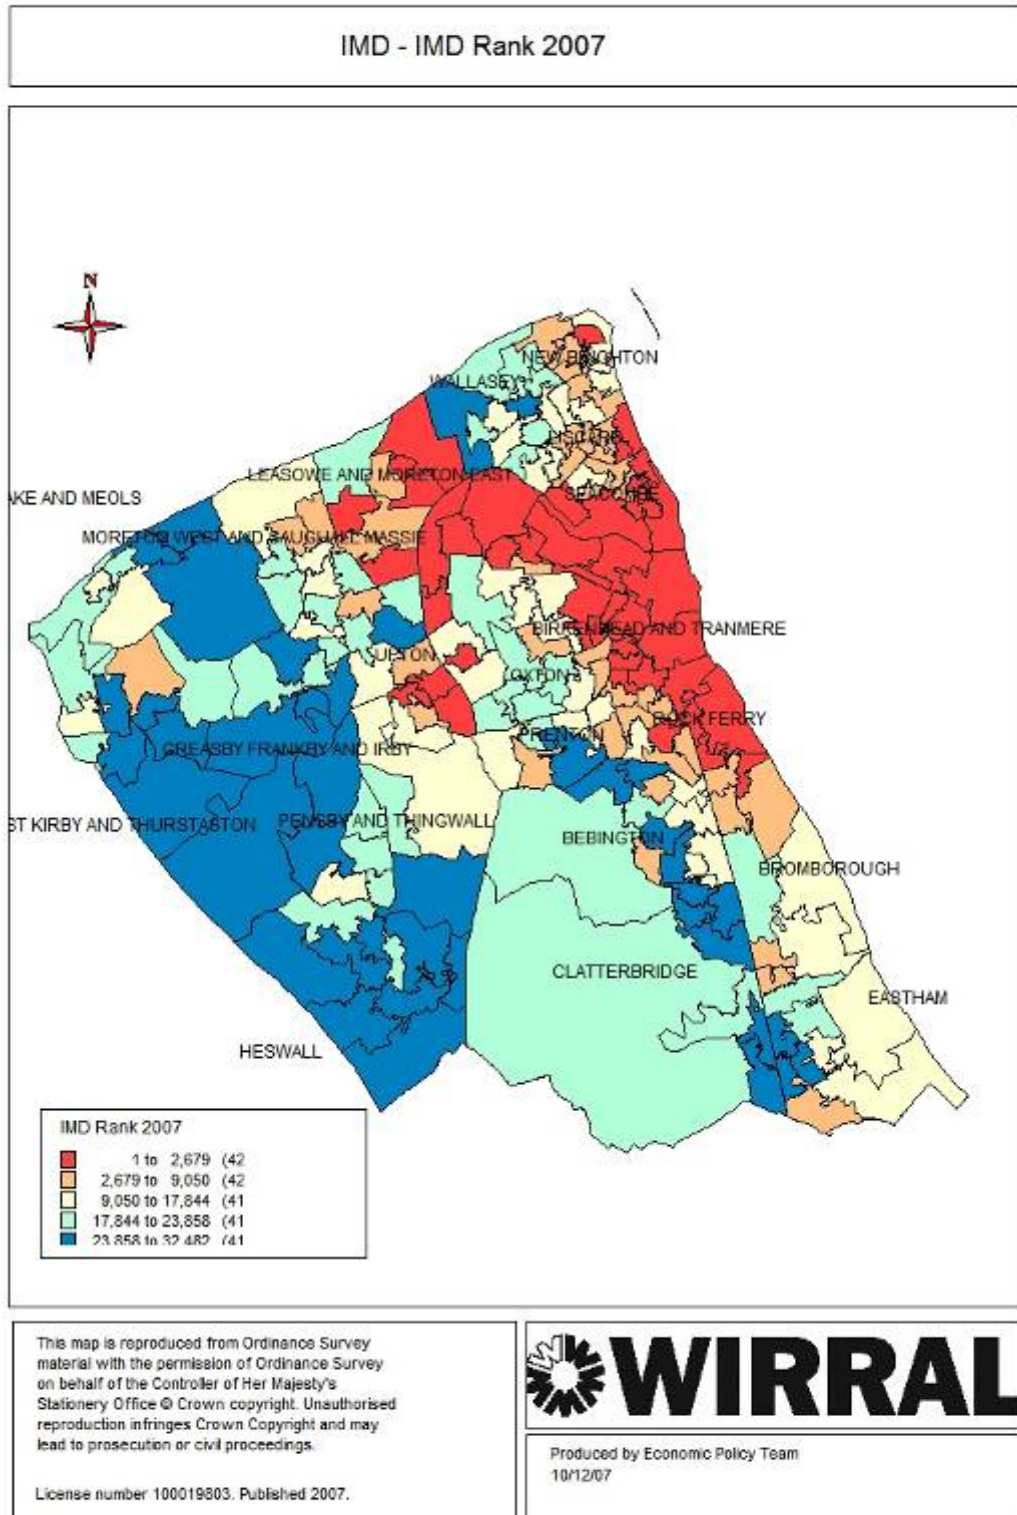 IMD - IMD Rank 2007
N
NEW BRIGHTON
WALLASEY
LISCARD
LEASOWE AND MORETON EAST
SEACOMBE
AKE AND MEOLS
MORETON WEST AND SAUGHALL MASSIE
BIRKENHEAD AND TRANMERE
UPTON
OXTON
ROCK FERRY
PRENTON
GREASBY FRANKBY AND IRBY
ST KIRBY AND THURSTASTON
PENSBY AND THINGWALL
BEBINGTON
BROMBOROUGH
CLATTERBRIDGE
EASTHAM
HESWALL
IMD Rank 2007
1 to 2,679 (42
2,679 to 9,050 (42
9,050 to 17,844 (41
17,844 to 23,858 (41
23,858 to 32,482 (41
This map is reproduced from Ordinance Survey
material with the permission of Ordinance Survey
on behalf of the Controller of Her Majesty's
Stationery Office © Crown copyright. Unauthorised
reproduction infringes Crown Copyright and may
lead to prosecution or civil proceedings.
License number 100019803. Published 2007.
W WIRRAL
Produced by Economic Policy Team
10/12/07